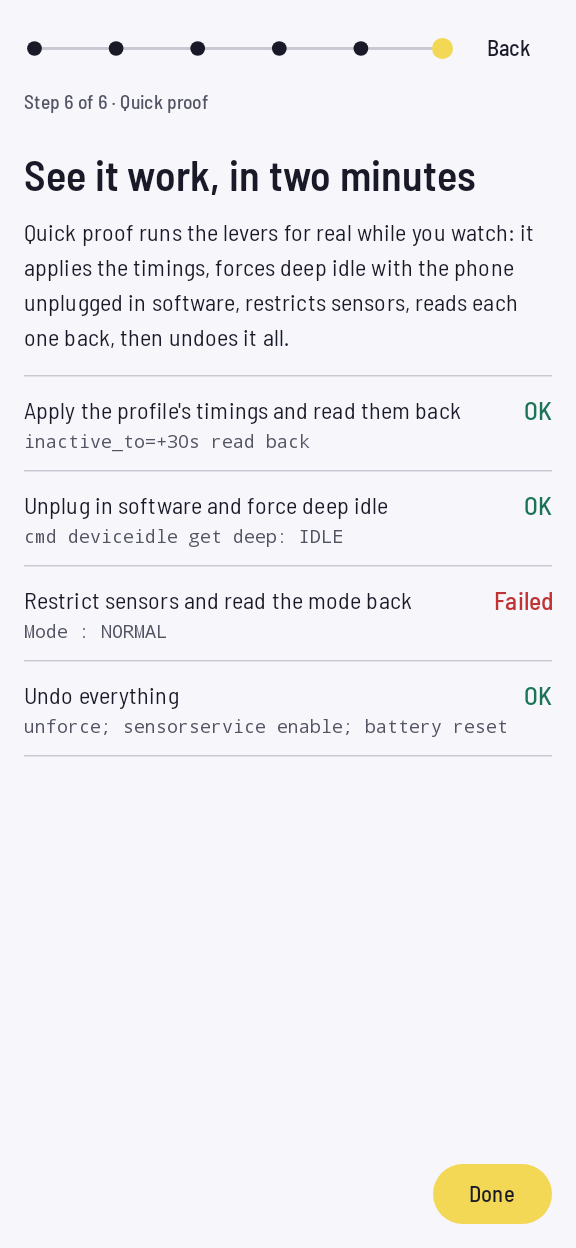 Back
Step 6 of 6 · Quick proof
See it work, in two minutes
Quick proof runs the levers for real while you watch: it
applies the timings, forces deep idle with the phone
unplugged in software, restricts sensors, reads each
one back, then undoes it all.
Apply the profile's timings and read them back OK
inactive_to=+30s read back
Unplug in software and force deep idle OK
cmd deviceidle get deep: IDLE
Restrict sensors and read the mode back Failed
Mode : NORMAL
Undo everything OK
unforce; sensorservice enable; battery reset
Done